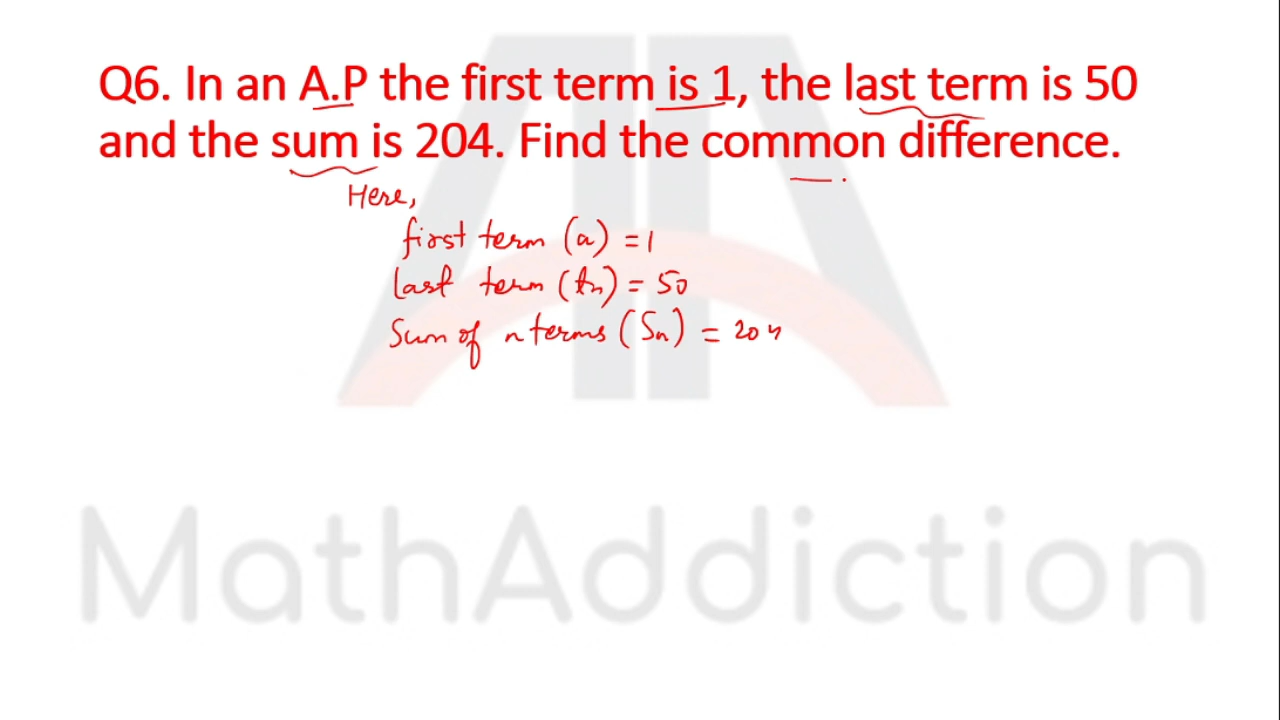 Q6. In an A.P the first term is 1, the last term is 50
and the sum is 204. Find the common difference.
Here,
first term (a) = 1
last term (tn) = 50
Sum of n terms (Sn) = 204
MathAddiction